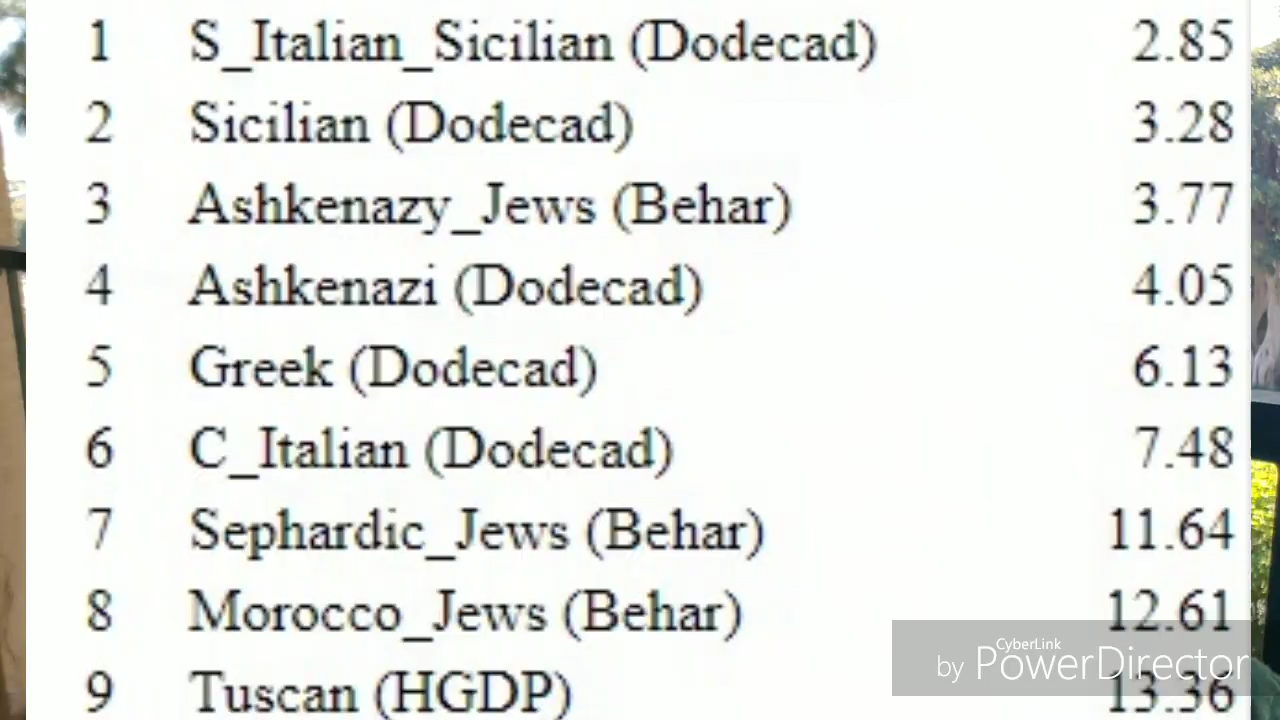 1 S_Italian_Sicilian (Dodecad) 2.85
2 Sicilian (Dodecad) 3.28
3 Ashkenazy_Jews (Behar) 3.77
4 Ashkenazi (Dodecad) 4.05
5 Greek (Dodecad) 6.13
6 C_Italian (Dodecad) 7.48
7 Sephardic_Jews (Behar) 11.64
8 Morocco_Jews (Behar) 12.61
9 Tuscan (HGDP) 13.36
CyberLink
by PowerDirector